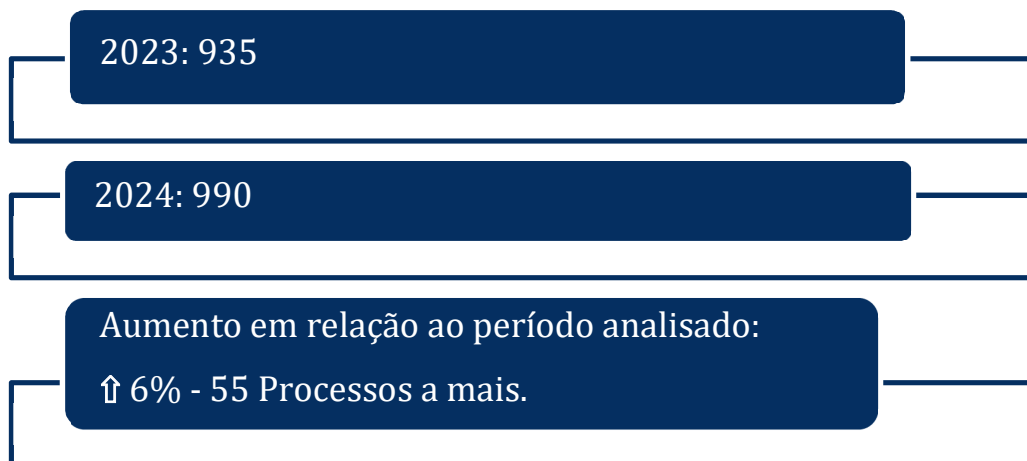 2023: 935
2024: 990
Aumento em relação ao período analisado:
⇧ 6% - 55 Processos a mais.